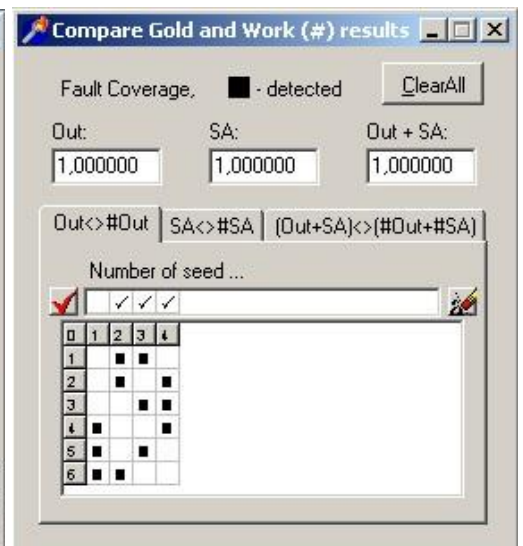 Compare Gold and Work (#) results
Fault Coverage, ■ - detected
ClearAll
Out: SA: Out + SA:
1,000000 1,000000 1,000000
Out<>#Out SA<>#SA (Out+SA)<>(#Out+#SA)
Number of seed ...
0 1 2 3 4
1
2
3
4
5
6